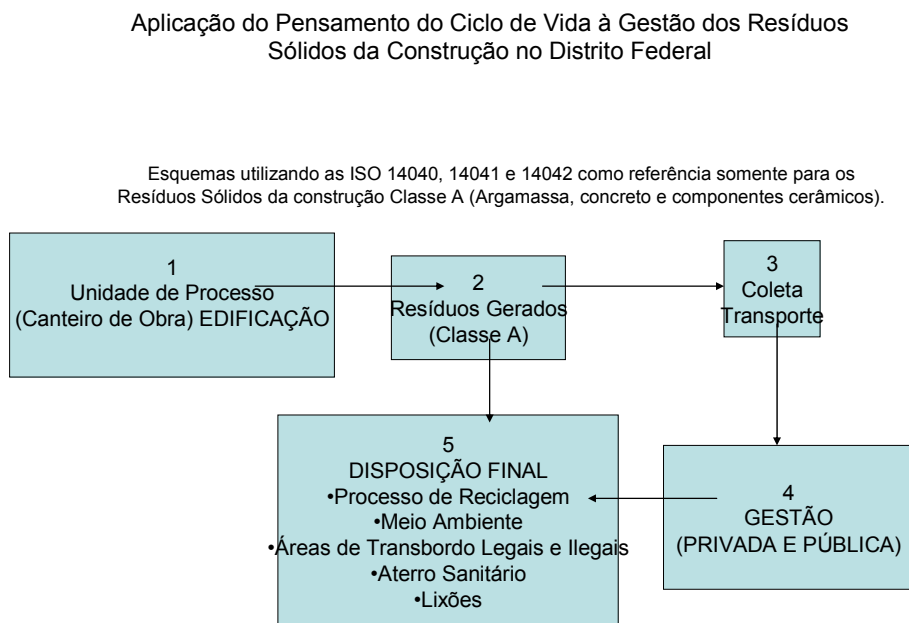 Aplicação do Pensamento do Ciclo de Vida à Gestão dos Resíduos
Sólidos da Construção no Distrito Federal
Esquemas utilizando as ISO 14040, 14041 e 14042 como referência somente para os
Resíduos Sólidos da construção Classe A (Argamassa, concreto e componentes cerâmicos).
1
Unidade de Processo
(Canteiro de Obra) EDIFICAÇÃO
2
Resíduos Gerados
(Classe A)
3
Coleta
Transporte
4
GESTÃO
(PRIVADA E PÚBLICA)
5
DISPOSIÇÃO FINAL
•Processo de Reciclagem
•Meio Ambiente
•Áreas de Transbordo Legais e Ilegais
•Aterro Sanitário
•Lixões